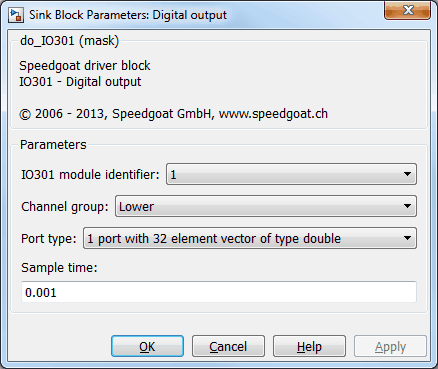 Sink Block Parameters: Digital output
do_IO301 (mask)
Speedgoat driver block
IO301 - Digital output
© 2006 - 2013, Speedgoat GmbH, www.speedgoat.ch
Parameters
IO301 module identifier: 1
Channel group: Lower
Port type: 1 port with 32 element vector of type double
Sample time:
0.001
OK Cancel Help Apply